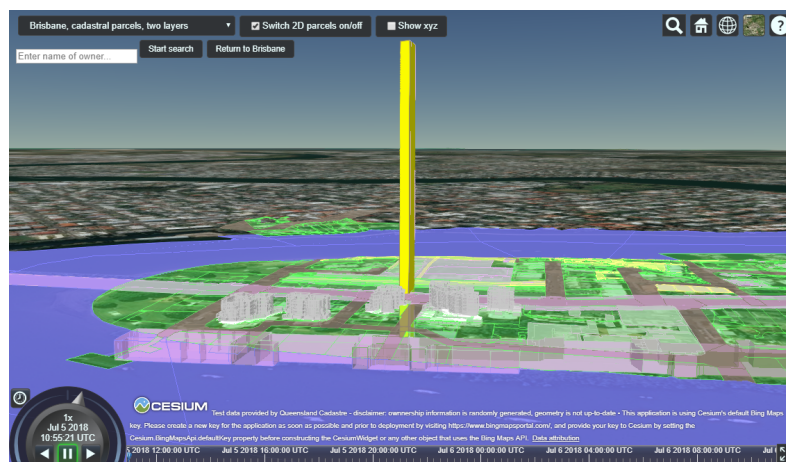 Brisbane, cadastral parcels, two layers
Switch 2D parcels on/off
Show xyz
Enter name of owner...
Start search
Return to Brisbane
1x
Jul 5 2018
10:55:21 UTC
CESIUM
Test data provided by Queensland Cadastre - disclaimer: ownership information is randomly generated, geometry is not up-to-date • This application is using Cesium's default Bing Maps
key. Please create a new key for the application as soon as possible and prior to deployment by visiting https://www.bingmapsportal.com/, and provide your key to Cesium by setting the
Cesium.BingMapsApi.defaultKey property before constructing the CesiumWidget or any other object that uses the Bing Maps API. Data attribution
5 2018 12:00:00 UTC Jul 5 2018 16:00:00 UTC Jul 5 2018 20:00:00 UTC Jul 6 2018 00:00:00 UTC Jul 6 2018 04:00:00 UTC Jul 6 2018 08:00:00 UTC Jul